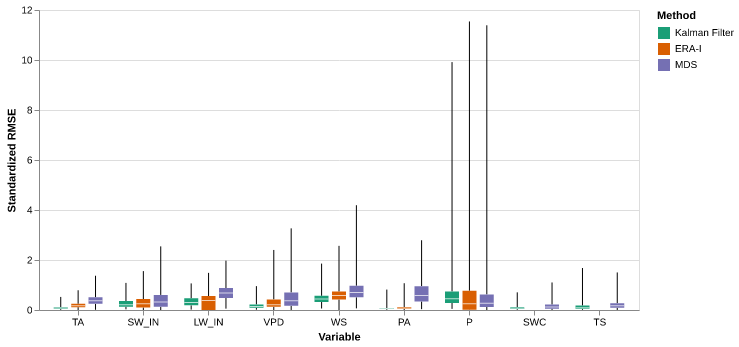 12
10
8
6
4
2
0
Standardized RMSE
TA SW_IN LW_IN VPD WS PA P SWC TS
Variable
Method
Kalman Filter
ERA-I
MDS